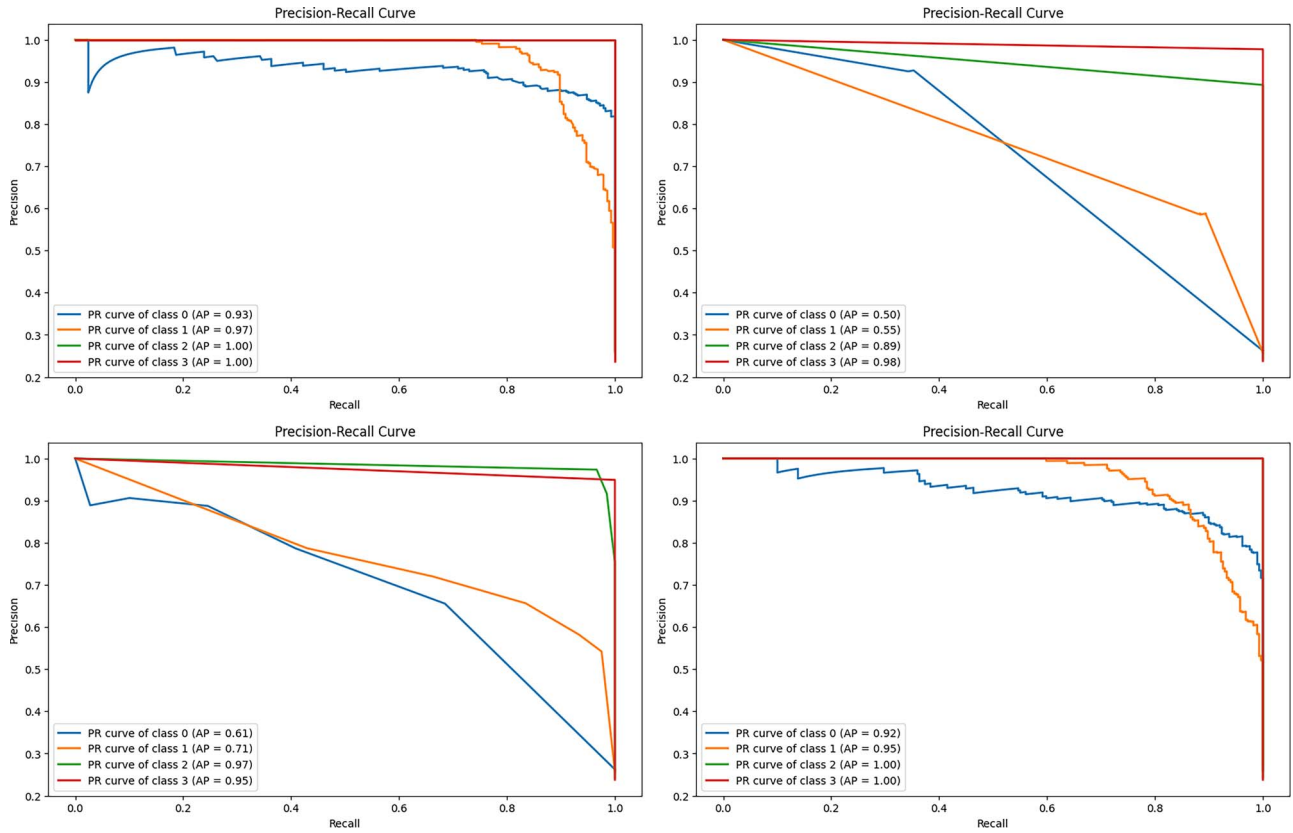 Precision-Recall Curve
Precision
1.0
0.9
0.8
0.7
0.6
0.5
0.4
0.3
0.2
PR curve of class 0 (AP = 0.93)
PR curve of class 1 (AP = 0.97)
PR curve of class 2 (AP = 1.00)
PR curve of class 3 (AP = 1.00)
0.0 0.2 0.4 0.6 0.8 1.0
Recall
Precision-Recall Curve
Precision
1.0
0.9
0.8
0.7
0.6
0.5
0.4
0.3
0.2
PR curve of class 0 (AP = 0.50)
PR curve of class 1 (AP = 0.55)
PR curve of class 2 (AP = 0.89)
PR curve of class 3 (AP = 0.98)
0.0 0.2 0.4 0.6 0.8 1.0
Recall
Precision-Recall Curve
Precision
1.0
0.9
0.8
0.7
0.6
0.5
0.4
0.3
0.2
PR curve of class 0 (AP = 0.61)
PR curve of class 1 (AP = 0.71)
PR curve of class 2 (AP = 0.97)
PR curve of class 3 (AP = 0.95)
0.0 0.2 0.4 0.6 0.8 1.0
Recall
Precision-Recall Curve
Precision
1.0
0.9
0.8
0.7
0.6
0.5
0.4
0.3
0.2
PR curve of class 0 (AP = 0.92)
PR curve of class 1 (AP = 0.95)
PR curve of class 2 (AP = 1.00)
PR curve of class 3 (AP = 1.00)
0.0 0.2 0.4 0.6 0.8 1.0
Recall